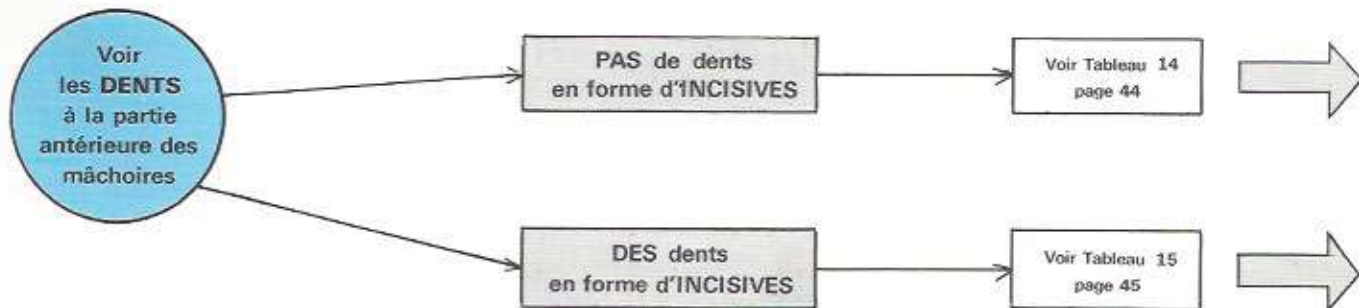 Voir
les DENTS
à la partie
antérieure des
mâchoires
PAS de dents
en forme d'INCISIVES
Voir Tableau 14
page 44
DES dents
en forme d'INCISIVES
Voir Tableau 15
page 45